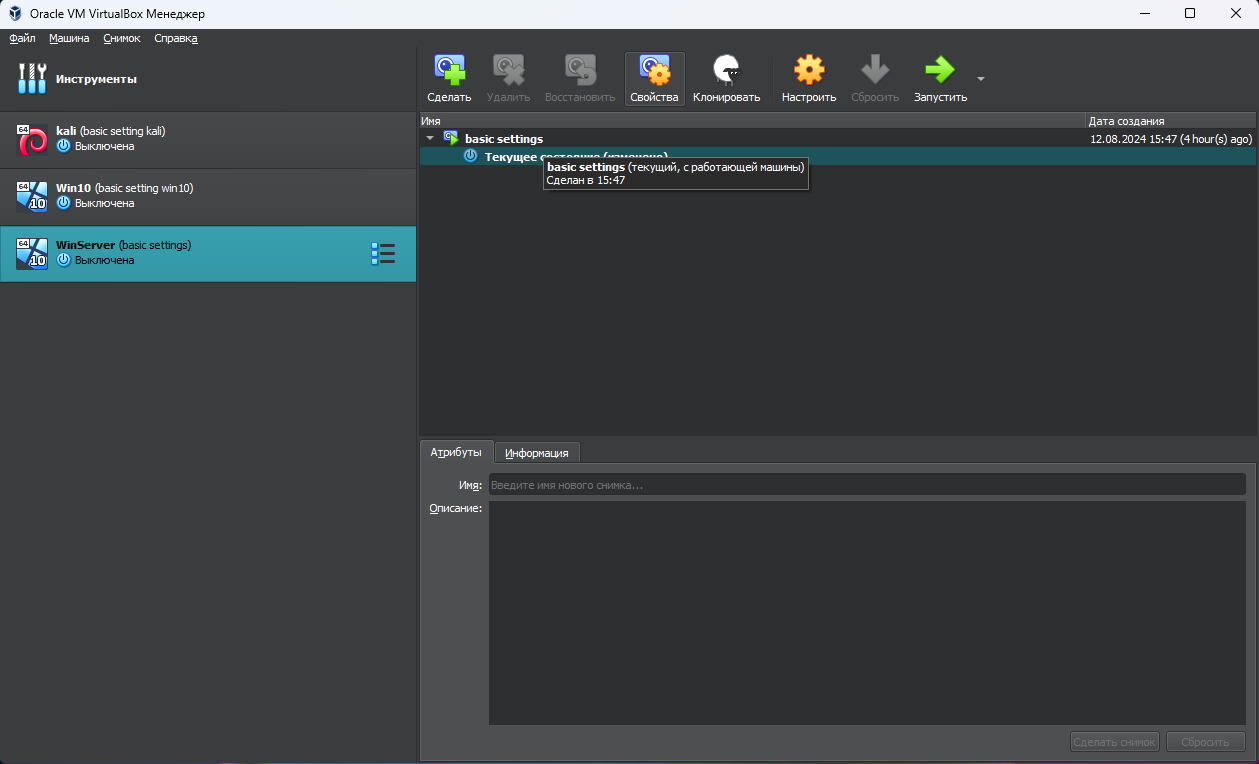 Oracle VM VirtualBox Менеджер
Файл Машина Снимок Справка
Инструменты
64 kali (basic setting kali)
Выключена
64 10 Win10 (basic setting win10)
Выключена
64 10 WinServer (basic settings)
Выключена
Сделать Удалить Восстановить Свойства Клонировать Настроить Сбросить Запустить
Имя Дата создания
basic settings 12.08.2024 15:47 (4 hour(s) ago)
Текущее состояние (изменено)
basic settings (текущий, с работающей машины)
Сделан в 15:47
Атрибуты Информация
Имя: Введите имя нового снимка...
Описание:
Сделать снимок Сбросить